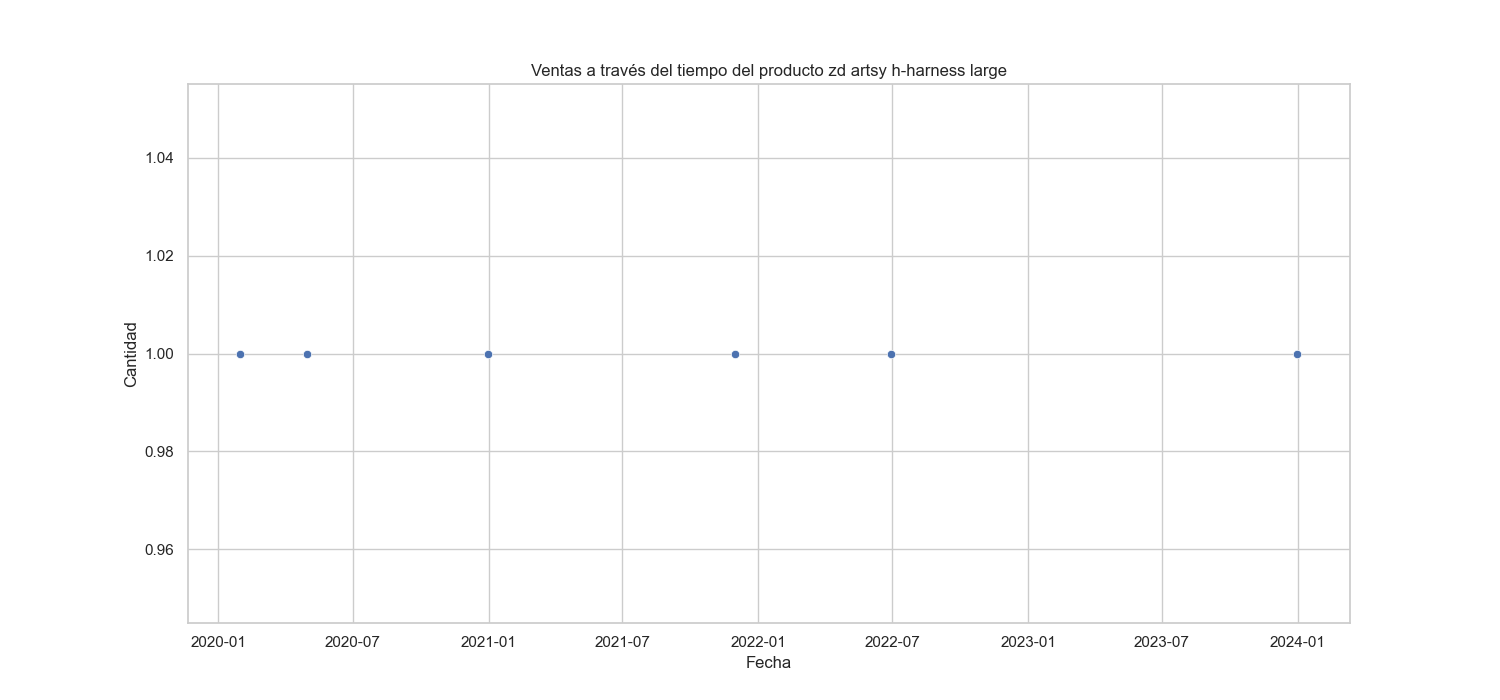 Ventas a través del tiempo del producto zd artsy h-harness large
1.04
1.02
1.00
0.98
0.96
Cantidad
2020-01 2020-07 2021-01 2021-07 2022-01 2022-07 2023-01 2023-07 2024-01
Fecha